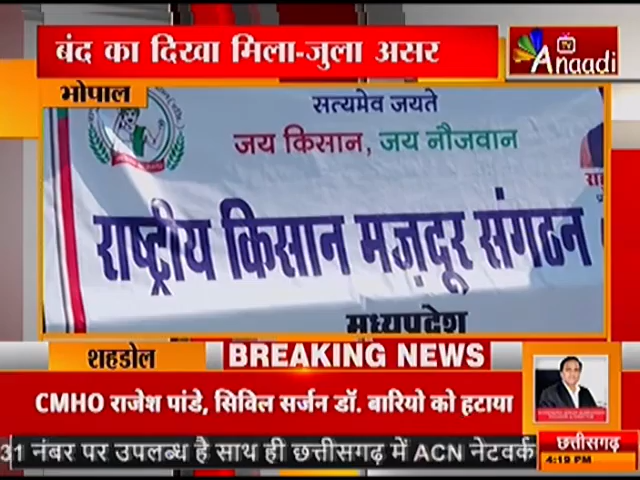 बंद का दिखा मिला-जुला असर
TV
Anaadi
भोपाल
सत्यमेव जयते
जय किसान, जय नौजवान
राष्ट्रीय किसान मज़दूर संगठन
मध्यप्रदेश
शहडोल
BREAKING NEWS
CMHO राजेश पांडे, सिविल सर्जन डॉ. बारियो को हटाया
31 नंबर पर उपलब्ध है साथ ही छत्तीसगढ़ में ACN नेटवर्क
छत्तीसगढ़
4:19 PM